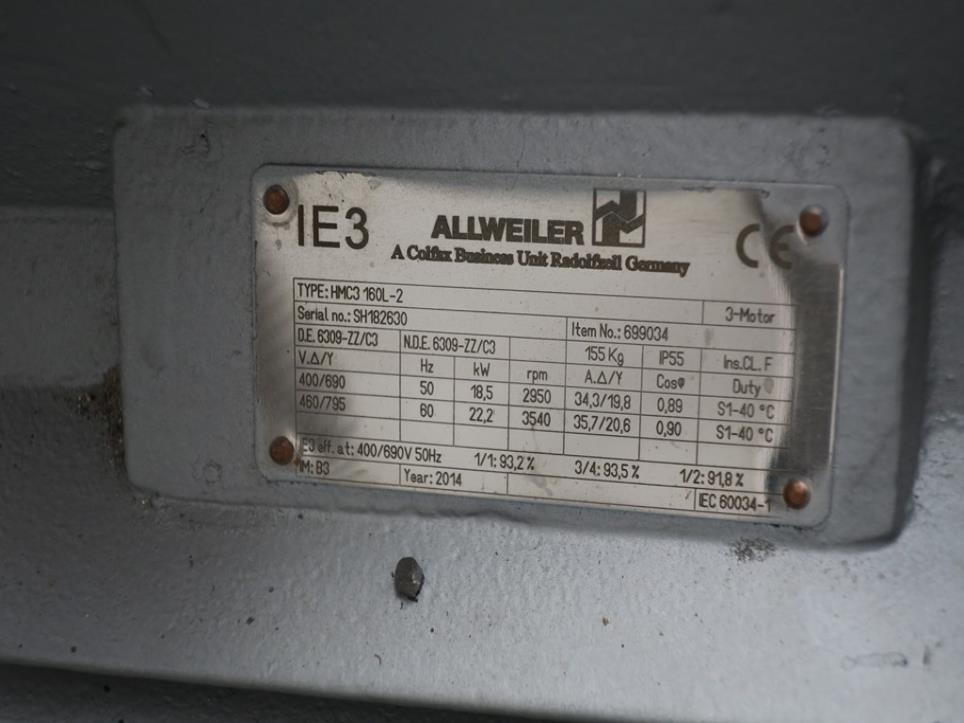 IE3 ALLWEILER CE
A Colfax Business Unit Radolfzell Germany
TYPE: HMC3 160L-2 3-Motor
Serial no.: SH182630 Item No.: 699034
D.E. 6309-ZZ/C3 N.D.E. 6309-ZZ/C3 155 Kg IP55 Ins.CL. F
V.Δ/Y Hz kW rpm A.Δ/Y Cosφ Duty
400/690 50 18,5 2950 34,3/19,8 0,89 S1-40 °C
460/795 60 22,2 3540 35,7/20,6 0,90 S1-40 °C
IE3 eff. at: 400/690V 50Hz 1/1: 93,2 % 3/4: 93,5 % 1/2: 91,8 %
IM: B3 Year: 2014 IEC 60034-1